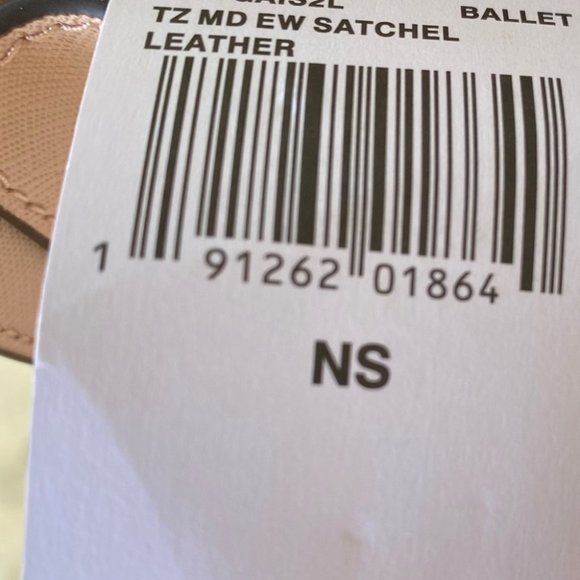 BALLET
TZ MD EW SATCHEL
LEATHER
1 91262 01864
NS